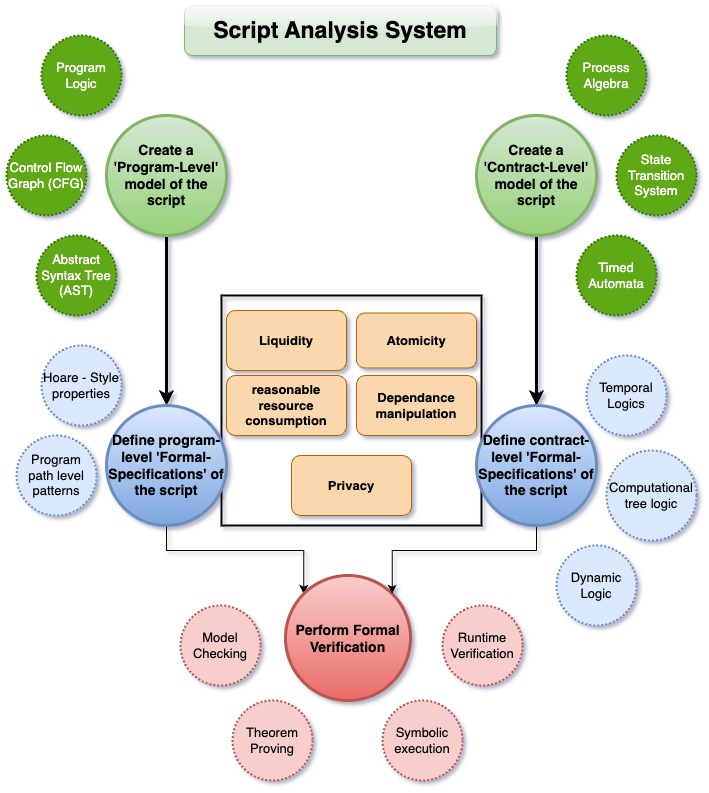 Script Analysis System
Program
Logic
Control Flow
Graph (CFG)
Abstract
Syntax Tree
(AST)
Create a
'Program-Level'
model of the
script
Create a
'Contract-Level'
model of the
script
Process
Algebra
State
Transition
System
Timed
Automata
Liquidity
Atomicity
reasonable
resource
consumption
Dependance
manipulation
Privacy
Hoare - Style
properties
Program
path level
patterns
Define program-
level 'Formal-
Specifications' of
the script
Define contract-
level 'Formal-
Specifications' of
the script
Temporal
Logics
Computational
tree logic
Dynamic
Logic
Perform Formal
Verification
Model
Checking
Theorem
Proving
Symbolic
execution
Runtime
Verification